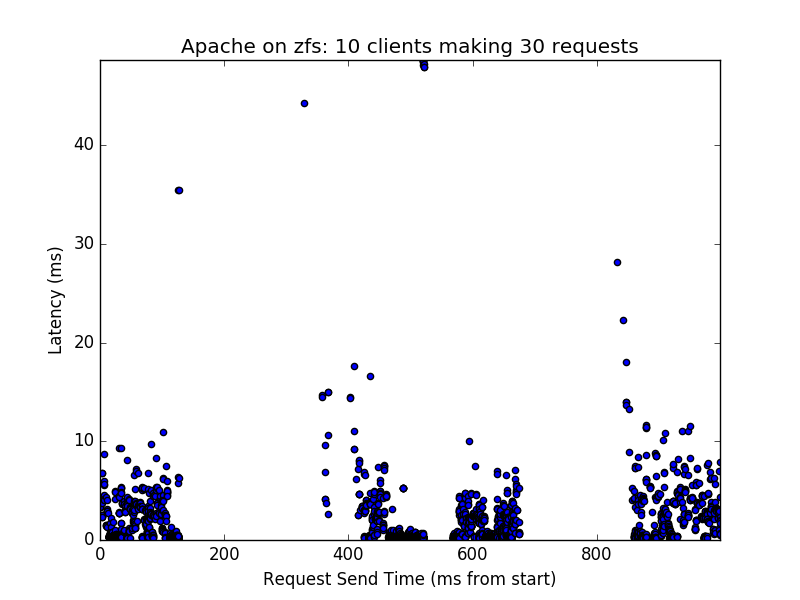 Apache on zfs: 10 clients making 30 requests
40
30
20
10
0
0 200 400 600 800
Latency (ms)
Request Send Time (ms from start)